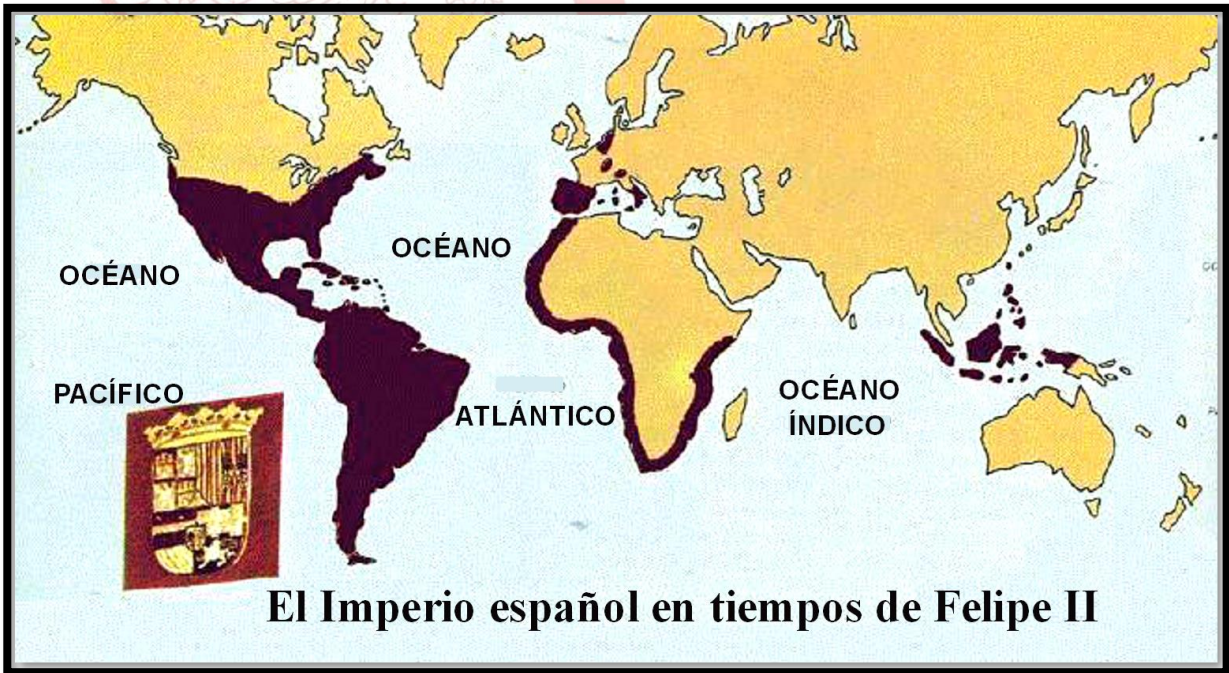 OCÉANO
PACÍFICO
OCÉANO
ATLÁNTICO
OCÉANO
ÍNDICO
El Imperio español en tiempos de Felipe II